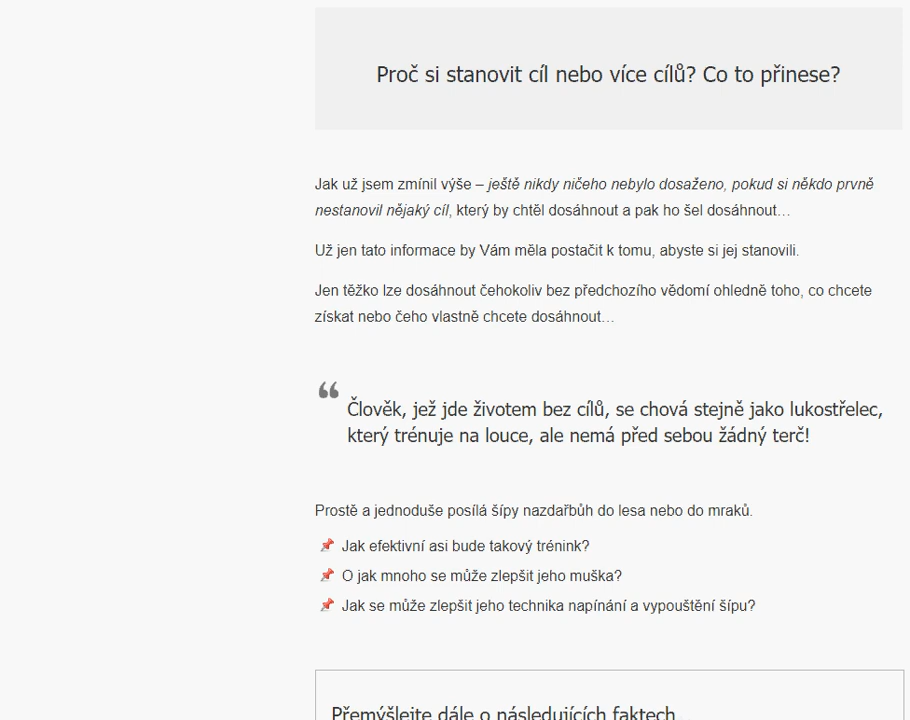 Proč si stanovit cíl nebo více cílů? Co to přinese?
Jak už jsem zmínil výše – ještě nikdy ničeho nebylo dosaženo, pokud si někdo prvně
nestanovil nějaký cíl, který by chtěl dosáhnout a pak ho šel dosáhnout…
Už jen tato informace by Vám měla postačit k tomu, abyste si jej stanovili.
Jen těžko lze dosáhnout čehokoliv bez předchozího vědomí ohledně toho, co chcete
získat nebo čeho vlastně chcete dosáhnout…
“ Člověk, jež jde životem bez cílů, se chová stejně jako lukostřelec,
který trénuje na louce, ale nemá před sebou žádný terč!
Prostě a jednoduše posílá šípy nazdařbůh do lesa nebo do mraků.
Jak efektivní asi bude takový trénink?
O jak mnoho se může zlepšit jeho muška?
Jak se může zlepšit jeho technika napínání a vypouštění šípu?
Přemýšlejte dále o následujících faktech…